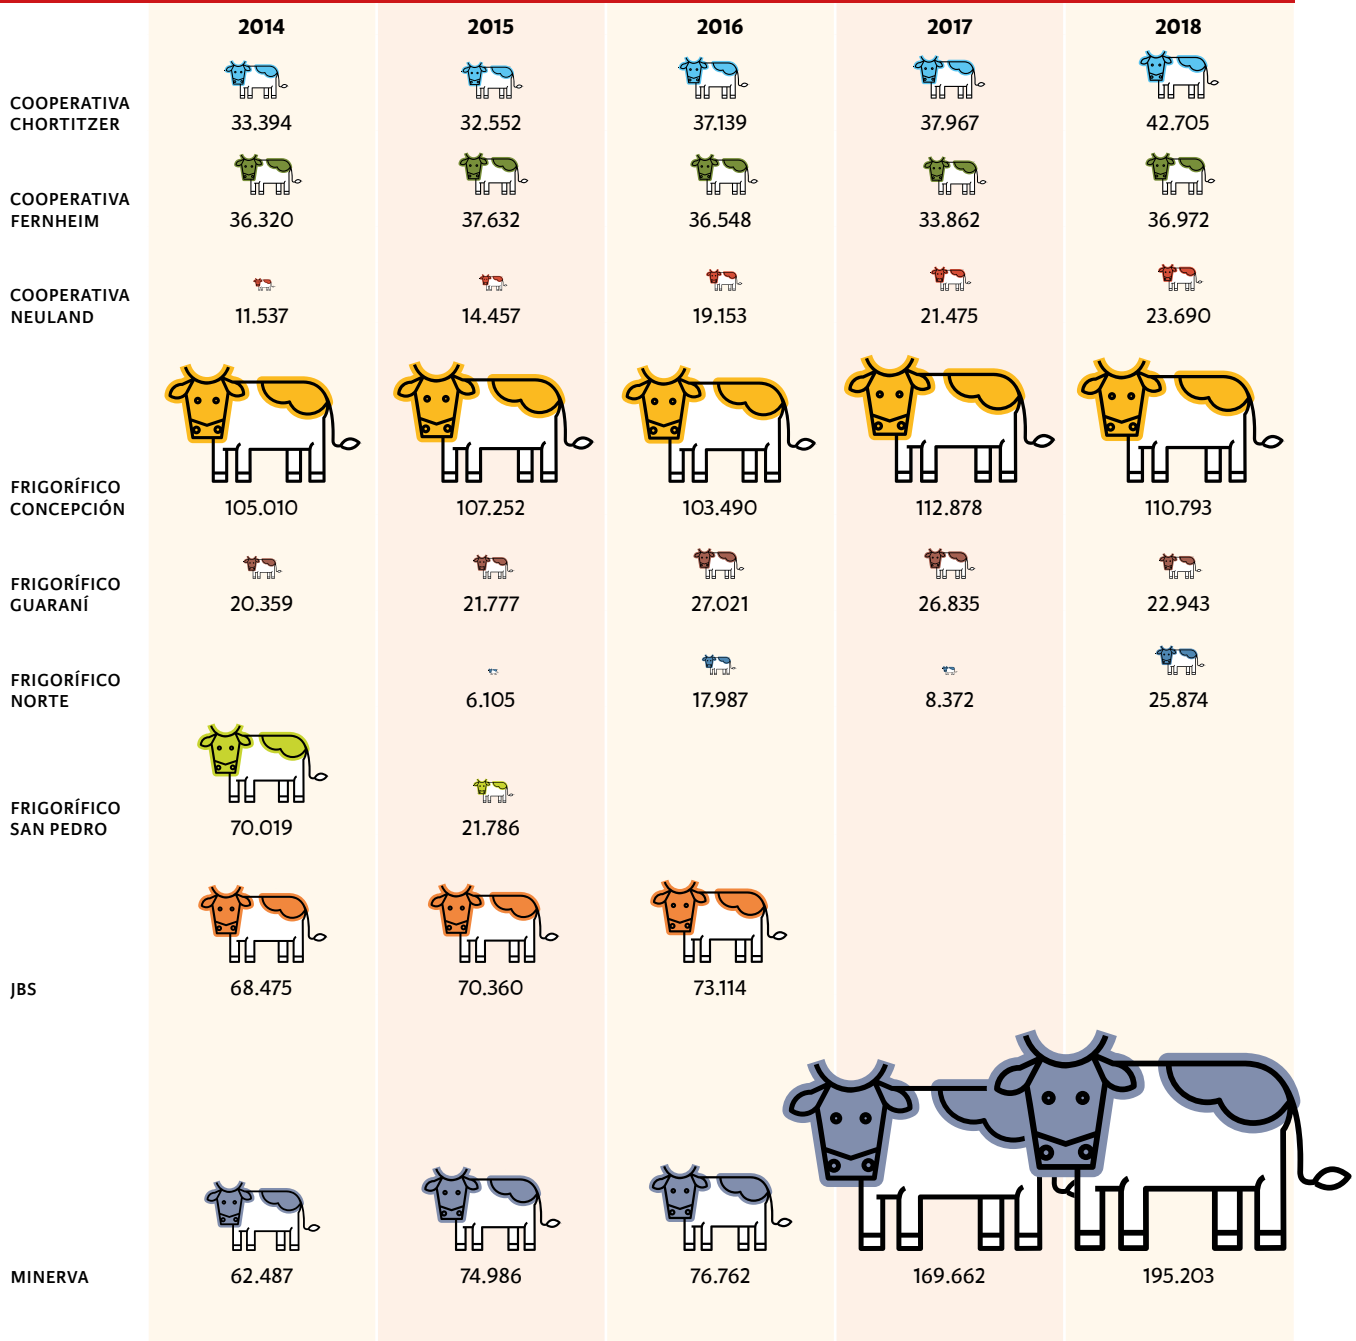 2014 2015 2016 2017 2018
COOPERATIVA
CHORTITZER
33.394 32.552 37.139 37.967 42.705
COOPERATIVA
FERNHEIM
36.320 37.632 36.548 33.862 36.972
COOPERATIVA
NEULAND
11.537 14.457 19.153 21.475 23.690
FRIGORÍFICO
CONCEPCIÓN
105.010 107.252 103.490 112.878 110.793
FRIGORÍFICO
GUARANÍ
20.359 21.777 27.021 26.835 22.943
FRIGORÍFICO
NORTE
6.105 17.987 8.372 25.874
FRIGORÍFICO
SAN PEDRO
70.019 21.786
JBS
68.475 70.360 73.114
MINERVA
62.487 74.986 76.762 169.662 195.203